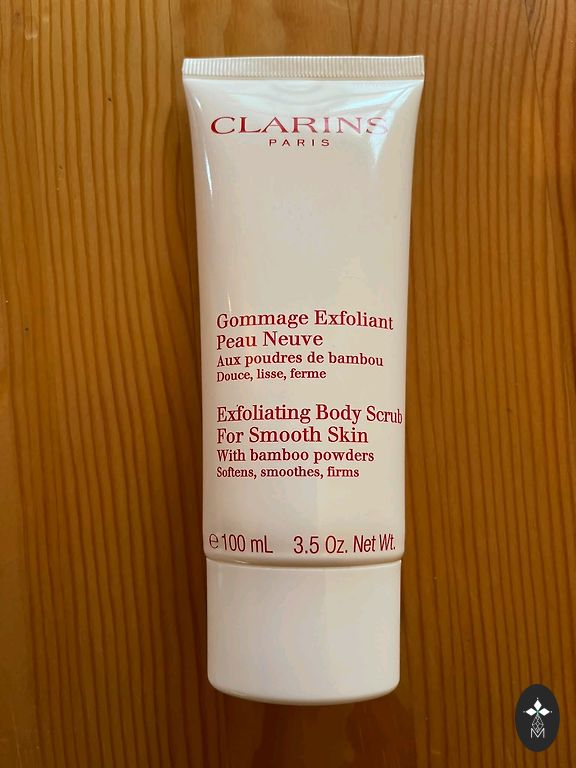 CLARINS
PARIS
Gommage Exfoliant
Peau Neuve
Aux poudres de bambou
Douce, lisse, ferme
Exfoliating Body Scrub
For Smooth Skin
With bamboo powders
Softens, smoothes, firms
℮ 100 mL 3.5 Oz. Net Wt.